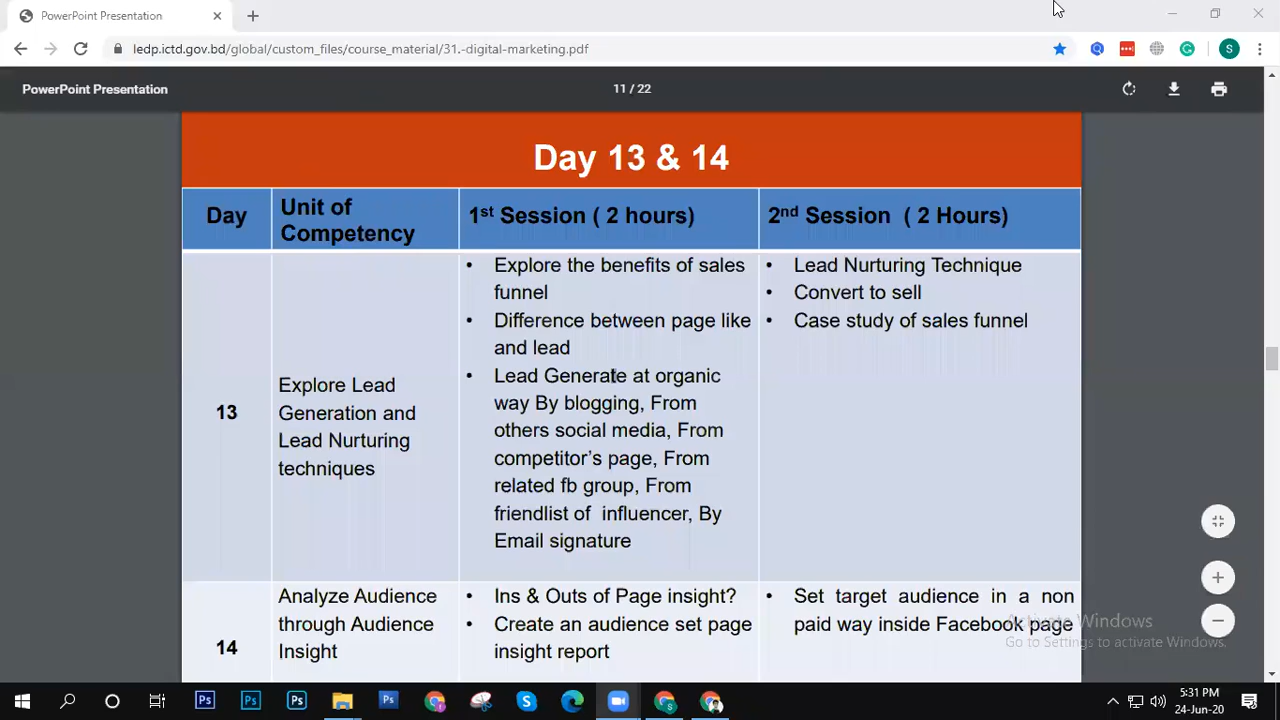 PowerPoint Presentation
ledp.ictd.gov.bd/global/custom_files/course_material/31.-digital-marketing.pdf
S
PowerPoint Presentation
11 / 22
Day 13 & 14
Day
Unit of
Competency
1st Session ( 2 hours)
2nd Session ( 2 Hours)
13
Explore Lead
Generation and
Lead Nurturing
techniques
• Explore the benefits of sales
funnel
• Difference between page like
and lead
• Lead Generate at organic
way By blogging, From
others social media, From
competitor's page, From
related fb group, From
friendlist of influencer, By
Email signature
• Lead Nurturing Technique
• Convert to sell
• Case study of sales funnel
14
Analyze Audience
through Audience
Insight
• Ins & Outs of Page insight?
• Create an audience set page
insight report
• Set target audience in a non
paid way inside Facebook page
Activate Windows
Go to Settings to activate Windows.
Ps
Ps
Ps
Ps
5:31 PM
24-Jun-20